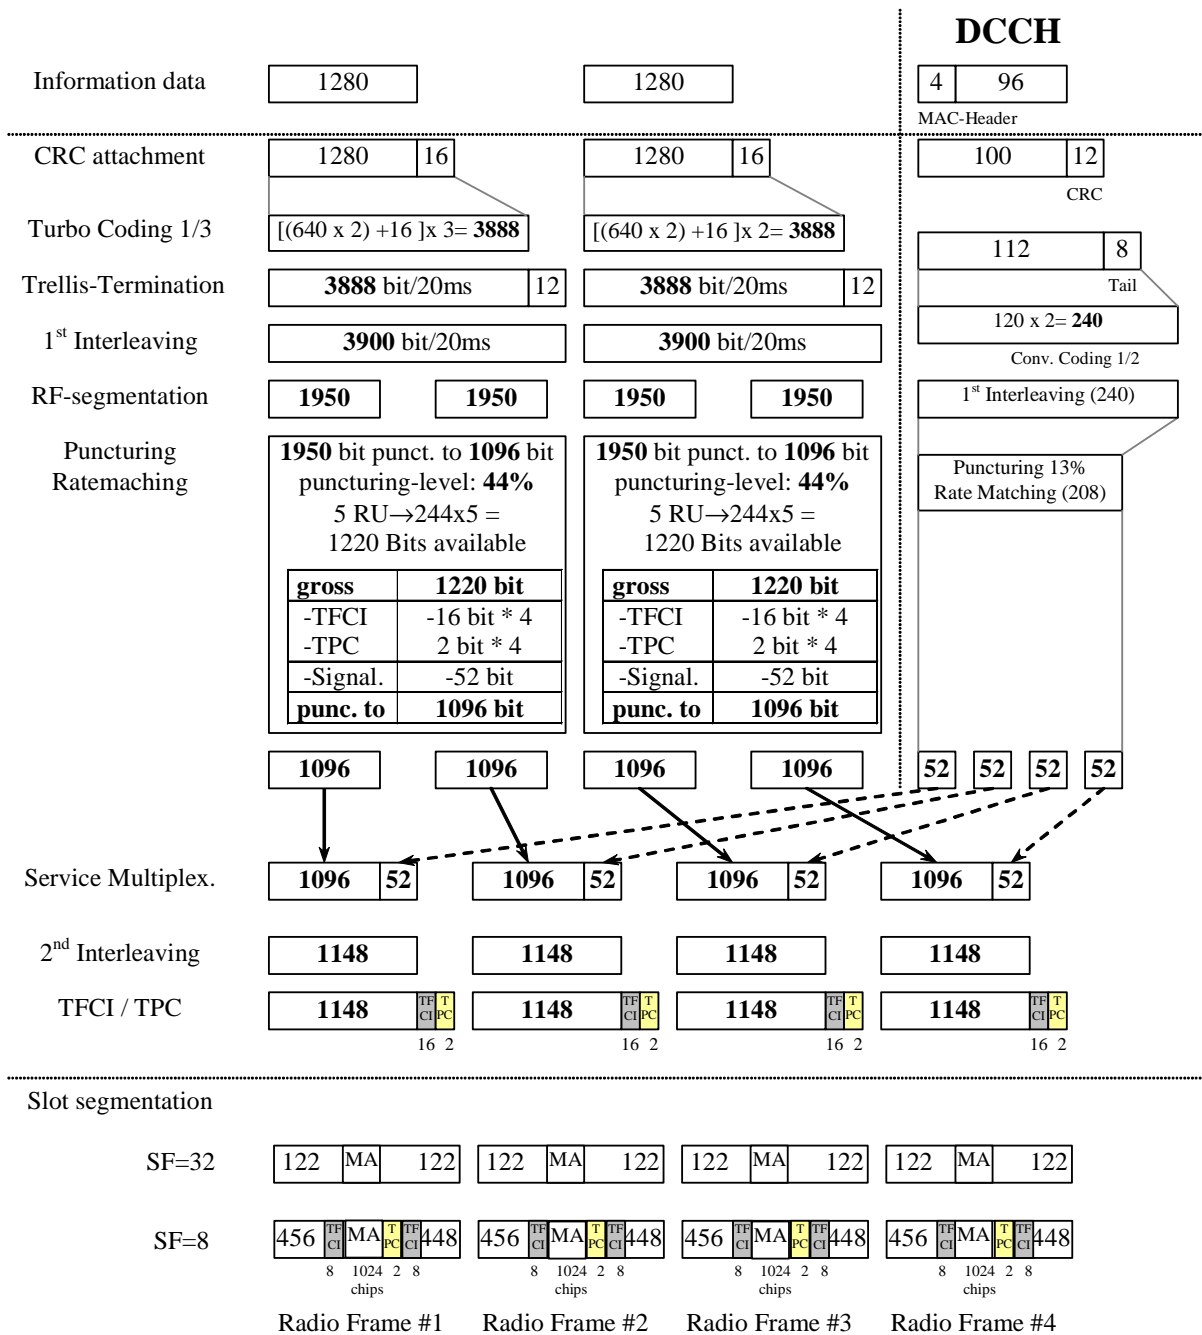 DCCH
Information data 1280 1280 4 96
MAC-Header
CRC attachment 1280 16 1280 16 100 12
CRC
Turbo Coding 1/3 [(640 x 2) +16 ]x 3= 3888 [(640 x 2) +16 ]x 2= 3888
112 8
Trellis-Termination 3888 bit/20ms 12 3888 bit/20ms 12
Tail
120 x 2= 240
1st Interleaving 3900 bit/20ms 3900 bit/20ms
Conv. Coding 1/2
RF-segmentation 1950 1950 1950 1950 1st Interleaving (240)
Puncturing
Ratemaching
1950 bit punct. to 1096 bit
puncturing-level: 44%
5 RU→244x5 =
1220 Bits available
gross 1220 bit
-TFCI -16 bit * 4
-TPC 2 bit * 4
-Signal. -52 bit
punc. to 1096 bit
1950 bit punct. to 1096 bit
puncturing-level: 44%
5 RU→244x5 =
1220 Bits available
gross 1220 bit
-TFCI -16 bit * 4
-TPC 2 bit * 4
-Signal. -52 bit
punc. to 1096 bit
Puncturing 13%
Rate Matching (208)
1096 1096 1096 1096 52 52 52 52
Service Multiplex. 1096 52 1096 52 1096 52 1096 52
2nd Interleaving 1148 1148 1148 1148
TFCI / TPC 1148 TF CI T PC 1148 TF CI T PC 1148 TF CI T PC 1148 TF CI T PC
16 2 16 2 16 2 16 2
Slot segmentation
SF=32 122 MA 122 122 MA 122 122 MA 122 122 MA 122
SF=8 456 TF CI MA T PC TF CI 448 456 TF CI MA T PC TF CI 448 456 TF CI MA T PC TF CI 448 456 TF CI MA T PC TF CI 448
8 1024 2 8 8 1024 2 8 8 1024 2 8 8 1024 2 8
chips chips chips chips
Radio Frame #1 Radio Frame #2 Radio Frame #3 Radio Frame #4